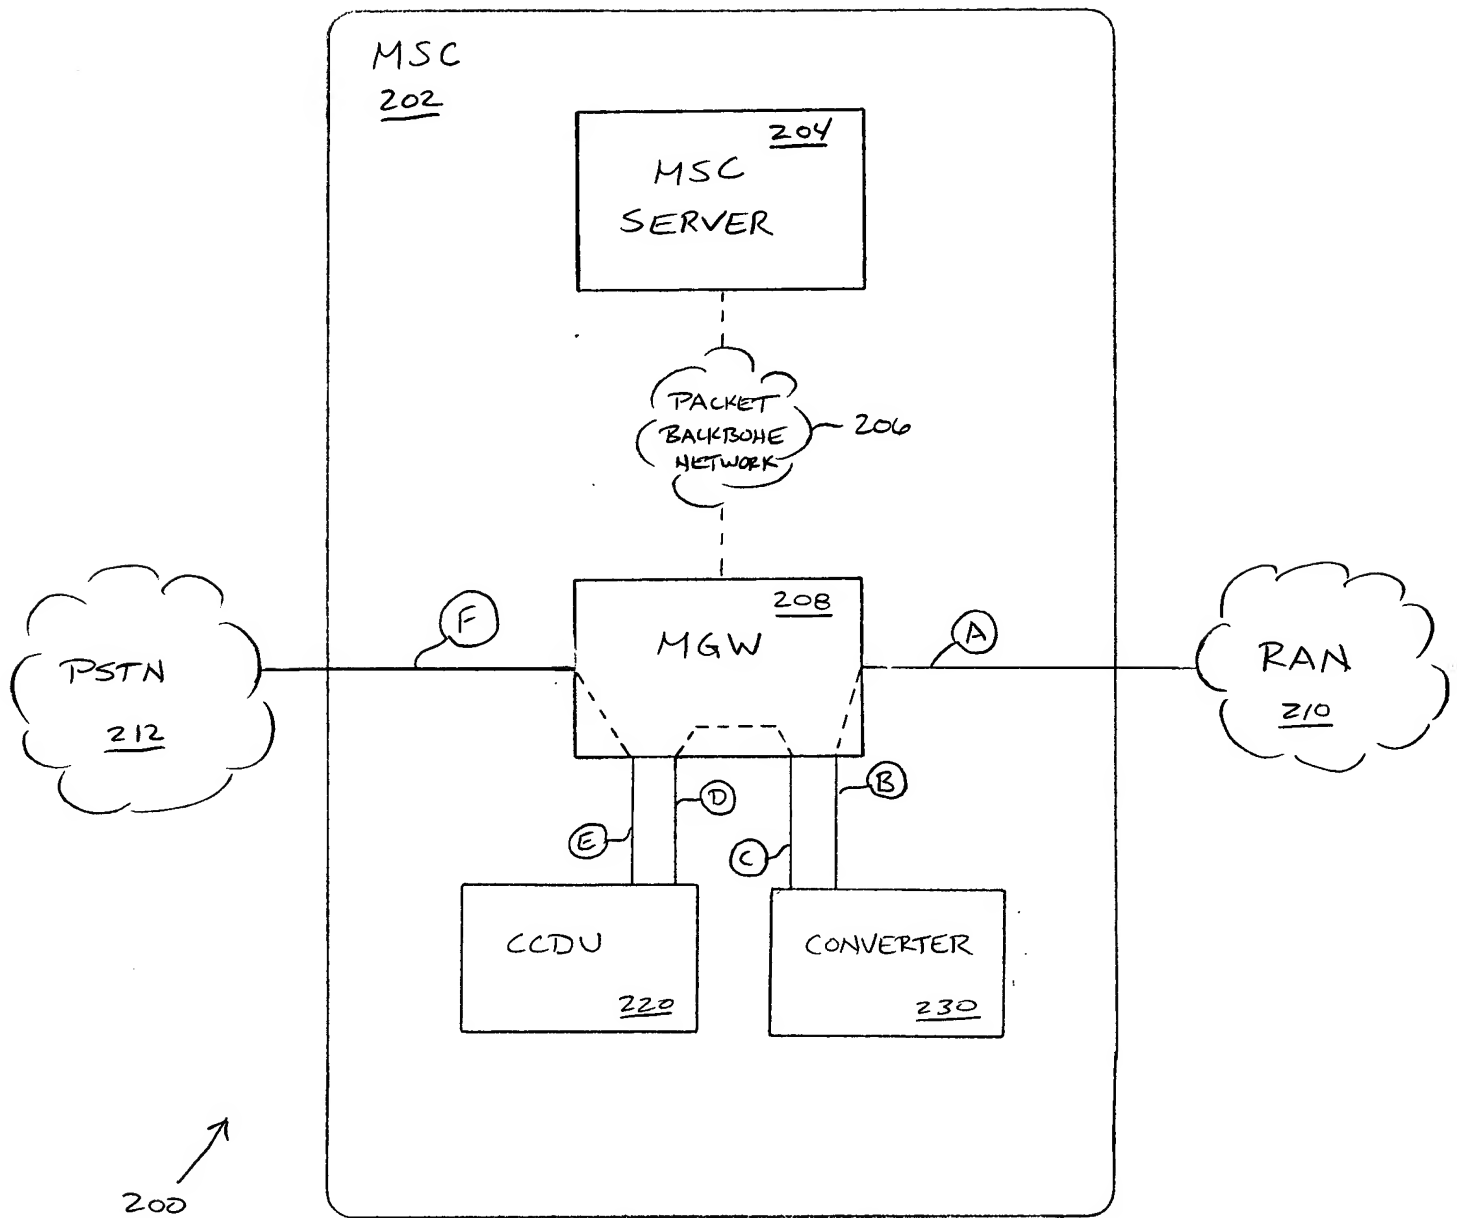 MSC
202
204
MSC
SERVER
PACKET
BACKBONE
NETWORK
206
208
MGW
F
A
PSTN
212
RAN
210
B
D
E
C
CCDU
220
CONVERTER
230
200